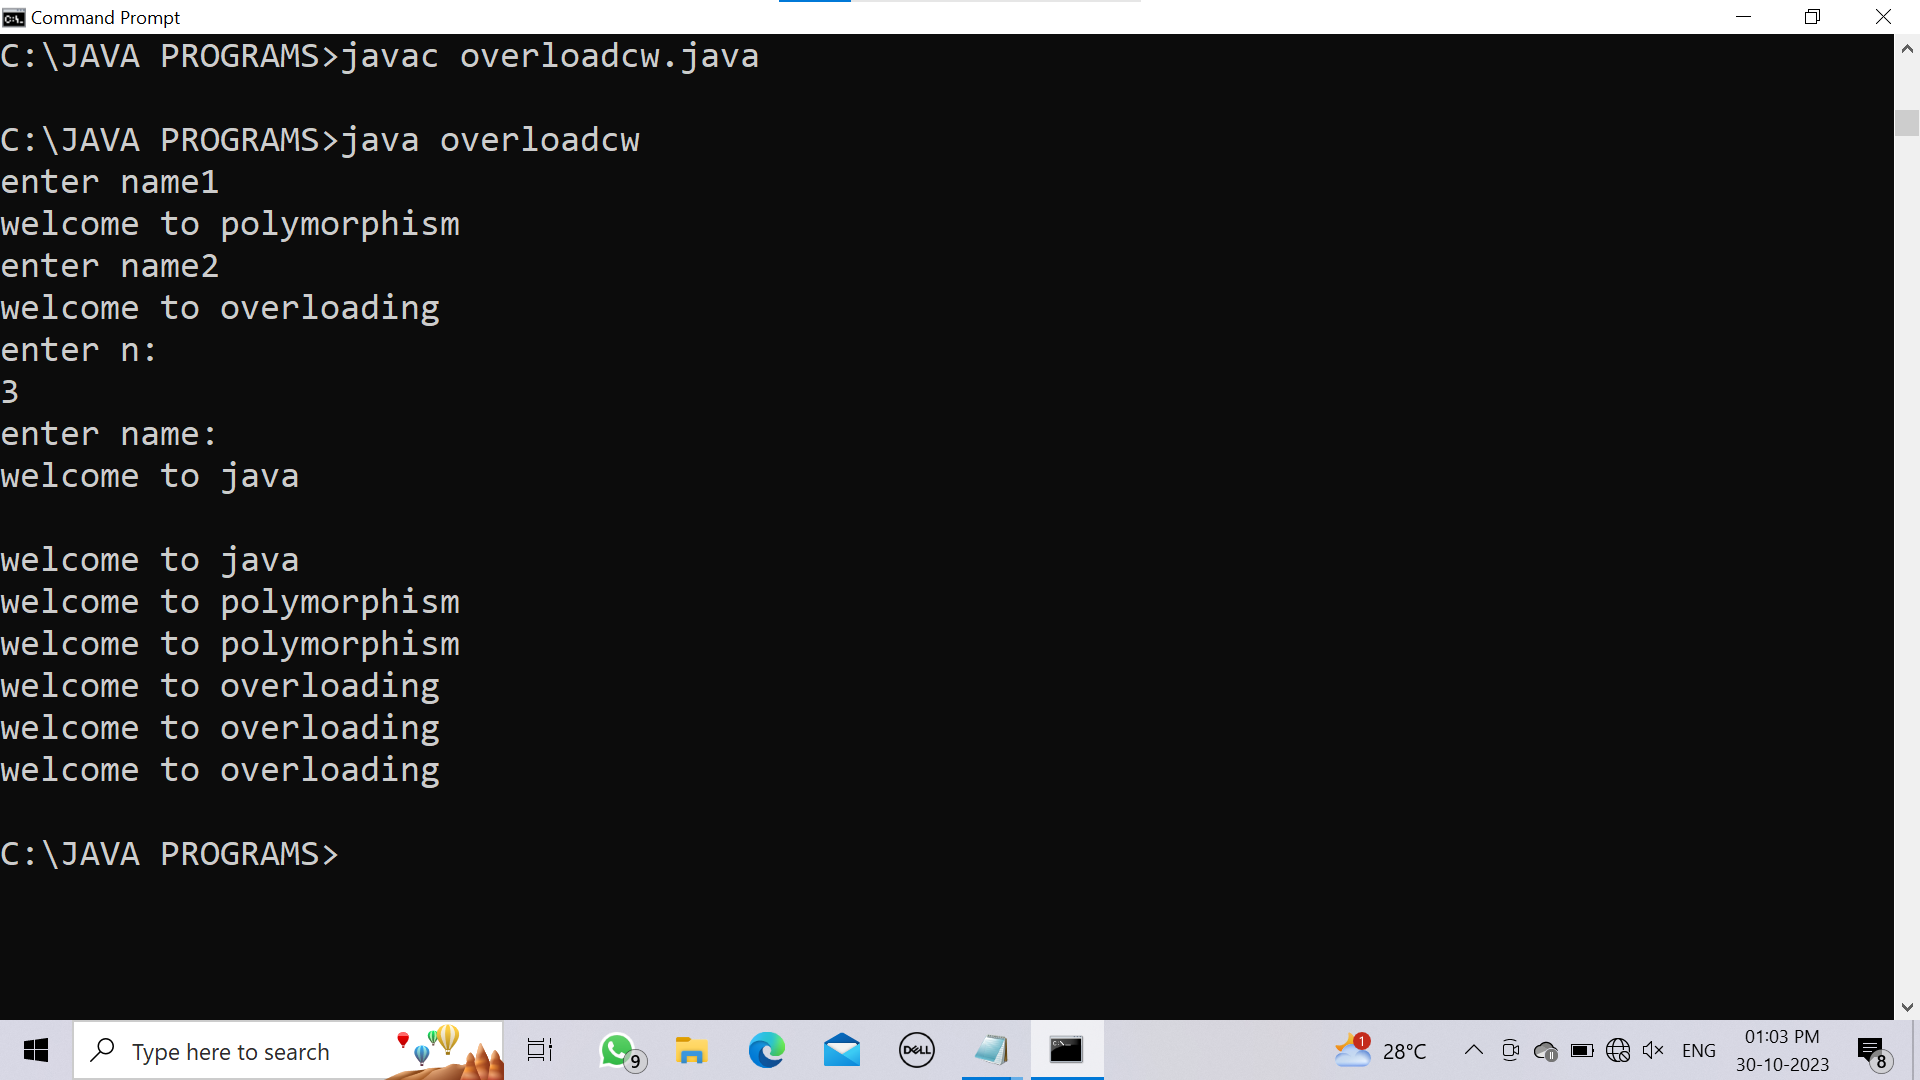 Command Prompt
C:\JAVA PROGRAMS>javac overloadcw.java
C:\JAVA PROGRAMS>java overloadcw
enter name1
welcome to polymorphism
enter name2
welcome to overloading
enter n:
3
enter name:
welcome to java
welcome to java
welcome to polymorphism
welcome to polymorphism
welcome to overloading
welcome to overloading
welcome to overloading
C:\JAVA PROGRAMS>
Type here to search
9
DELL
1
28°C
ENG
01:03 PM
30-10-2023
8